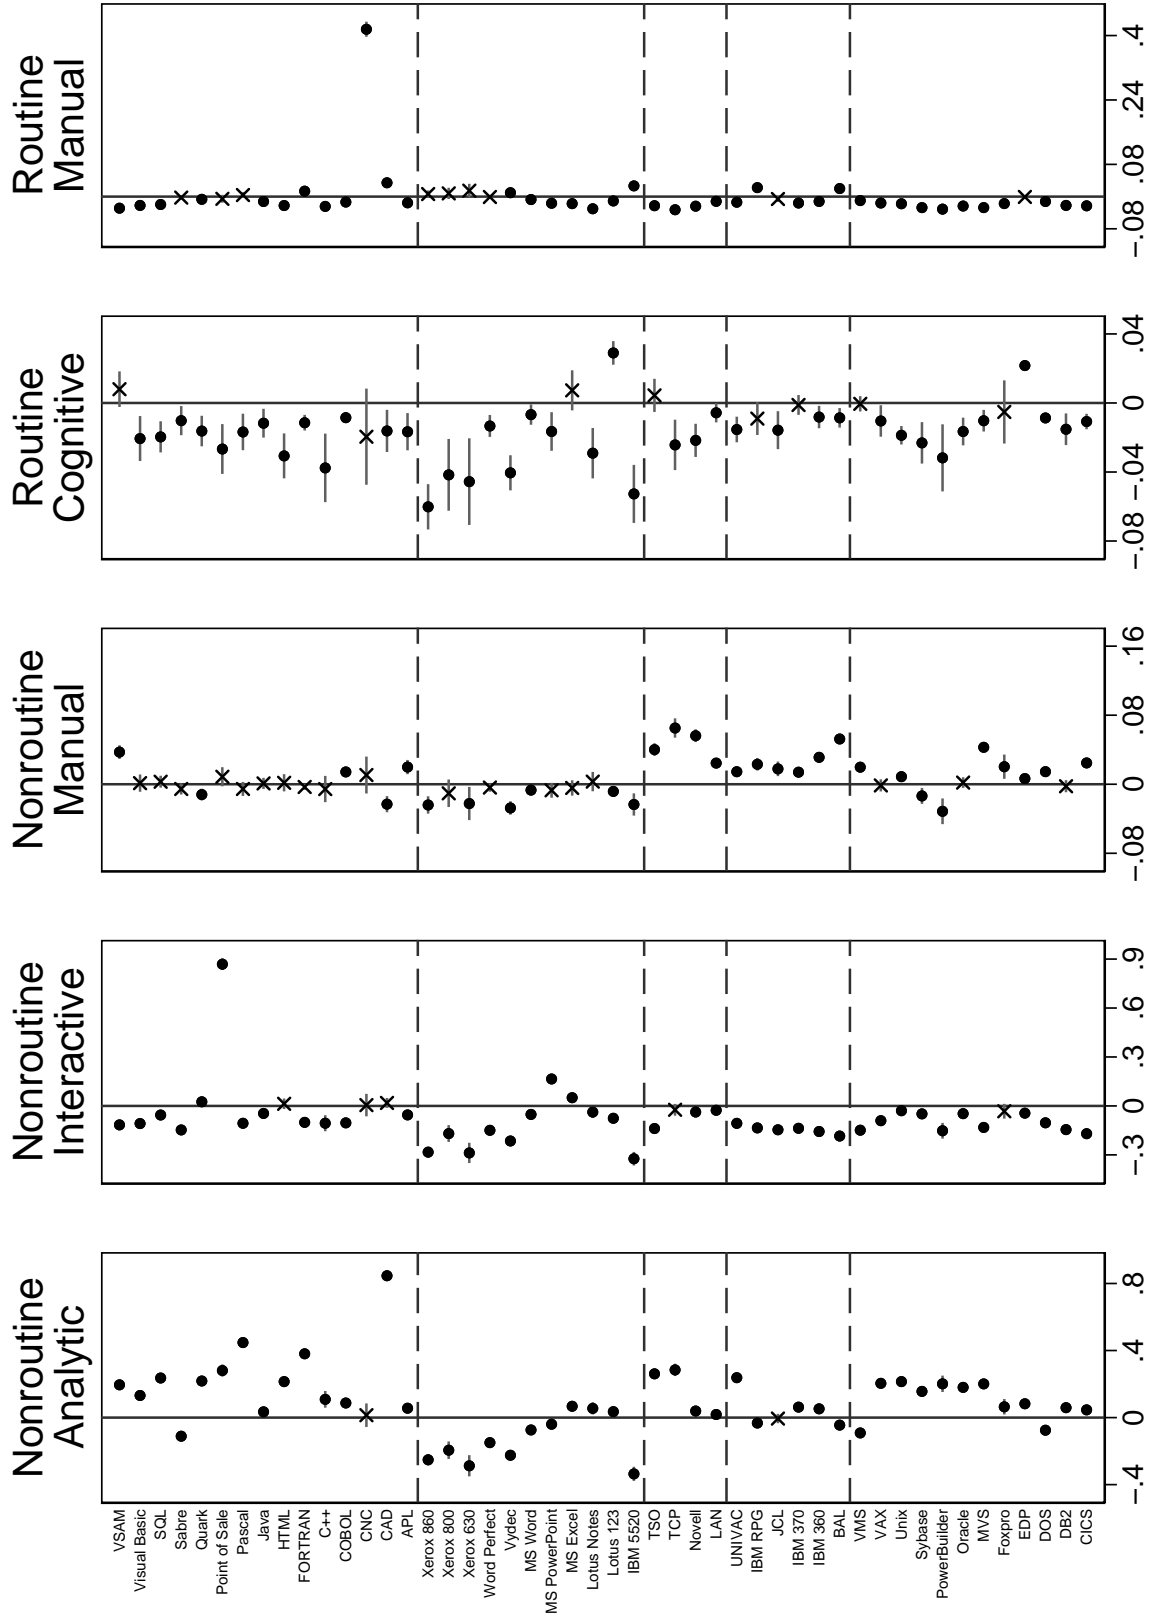 Nonroutine
Analytic
Nonroutine
Interactive
Nonroutine
Manual
Routine
Cognitive
Routine
Manual
VSAM
Visual Basic
SQL
Sabre
Quark
Point of Sale
Pascal
Java
HTML
FORTRAN
C++
COBOL
CNC
CAD
APL
Xerox 860
Xerox 800
Xerox 630
Word Perfect
Vydec
MS Word
MS PowerPoint
MS Excel
Lotus Notes
Lotus 123
IBM 5520
TSO
TCP
Novell
LAN
UNIVAC
IBM RPG
JCL
IBM 370
IBM 360
BAL
VMS
VAX
Unix
Sybase
PowerBuilder
Oracle
MVS
Foxpro
EDP
DOS
DB2
CICS
−.4 0 .4 .8
−.3 0 .3 .6 .9
−.08 0 .08 .16
−.08 −.04 0 .04
−.08 .08 .24 .4